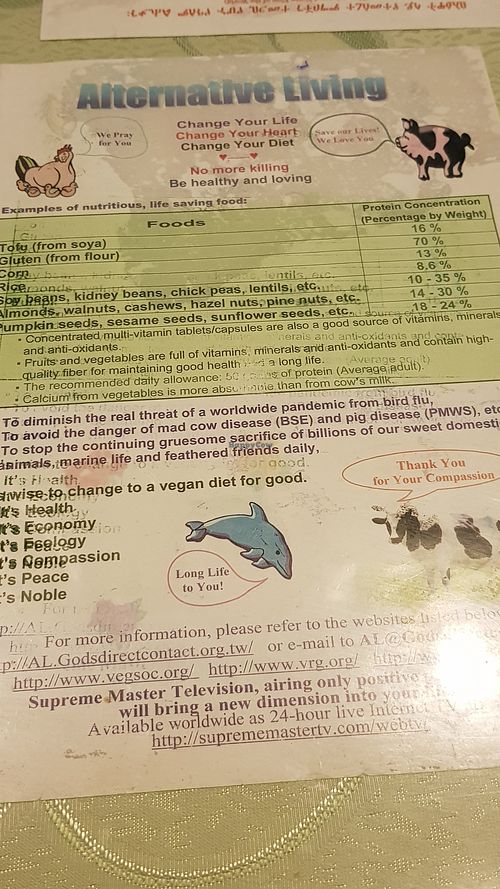 Alternative Living
Change Your Life
Change Your Heart
Change Your Diet
We Pray
for You
Save our Lives!
We Love You
No more killing
Be healthy and loving
Examples of nutritious, life saving food:
Foods
Protein Concentration
(Percentage by Weight)
Tofu (from soya) 16 %
Gluten (from flour) 70 %
Corn 13 %
Rice 8,6 %
Soy beans, kidney beans, chick peas, lentils, etc. 10 - 35 %
Almonds, walnuts, cashews, hazel nuts, pine nuts, etc. 14 - 30 %
Pumpkin seeds, sesame seeds, sunflower seeds, etc. 18 - 24 %
- Concentrated multi-vitamin tablets/capsules are also a good source of vitamins, minerals
and anti-oxidants.
- Fruits and vegetables are full of vitamins, minerals and anti-oxidants and contain high-
quality fiber for maintaining good health a long life.
- The recommended daily allowance: of protein (Average adult).
- Calcium from vegetables is more than from cow's milk.
To diminish the real threat of a worldwide pandemic from bird flu,
To avoid the danger of mad cow disease (BSE) and pig disease (PMWS), etc
To stop the continuing gruesome sacrifice of billions of our sweet domesti
animals, marine life and feathered friends daily,
wise to change to a vegan diet for good.
t's Health
t's Economy
t's Ecology
t's Compassion
t's Peace
t's Noble
Thank You
for Your Compassion
Long Life
to You!
HappyCow
For more information, please refer to the websites listed below
p://AL.Godsdirectcontact.org.tw/ or e-mail to AL@God
http://www.vegsoc.org/ http://www.vrg.org/ http://w
Supreme Master Television, airing only positive
will bring a new dimension into your
Available worldwide as 24-hour live Internet
http://suprememastertv.com/webtv/